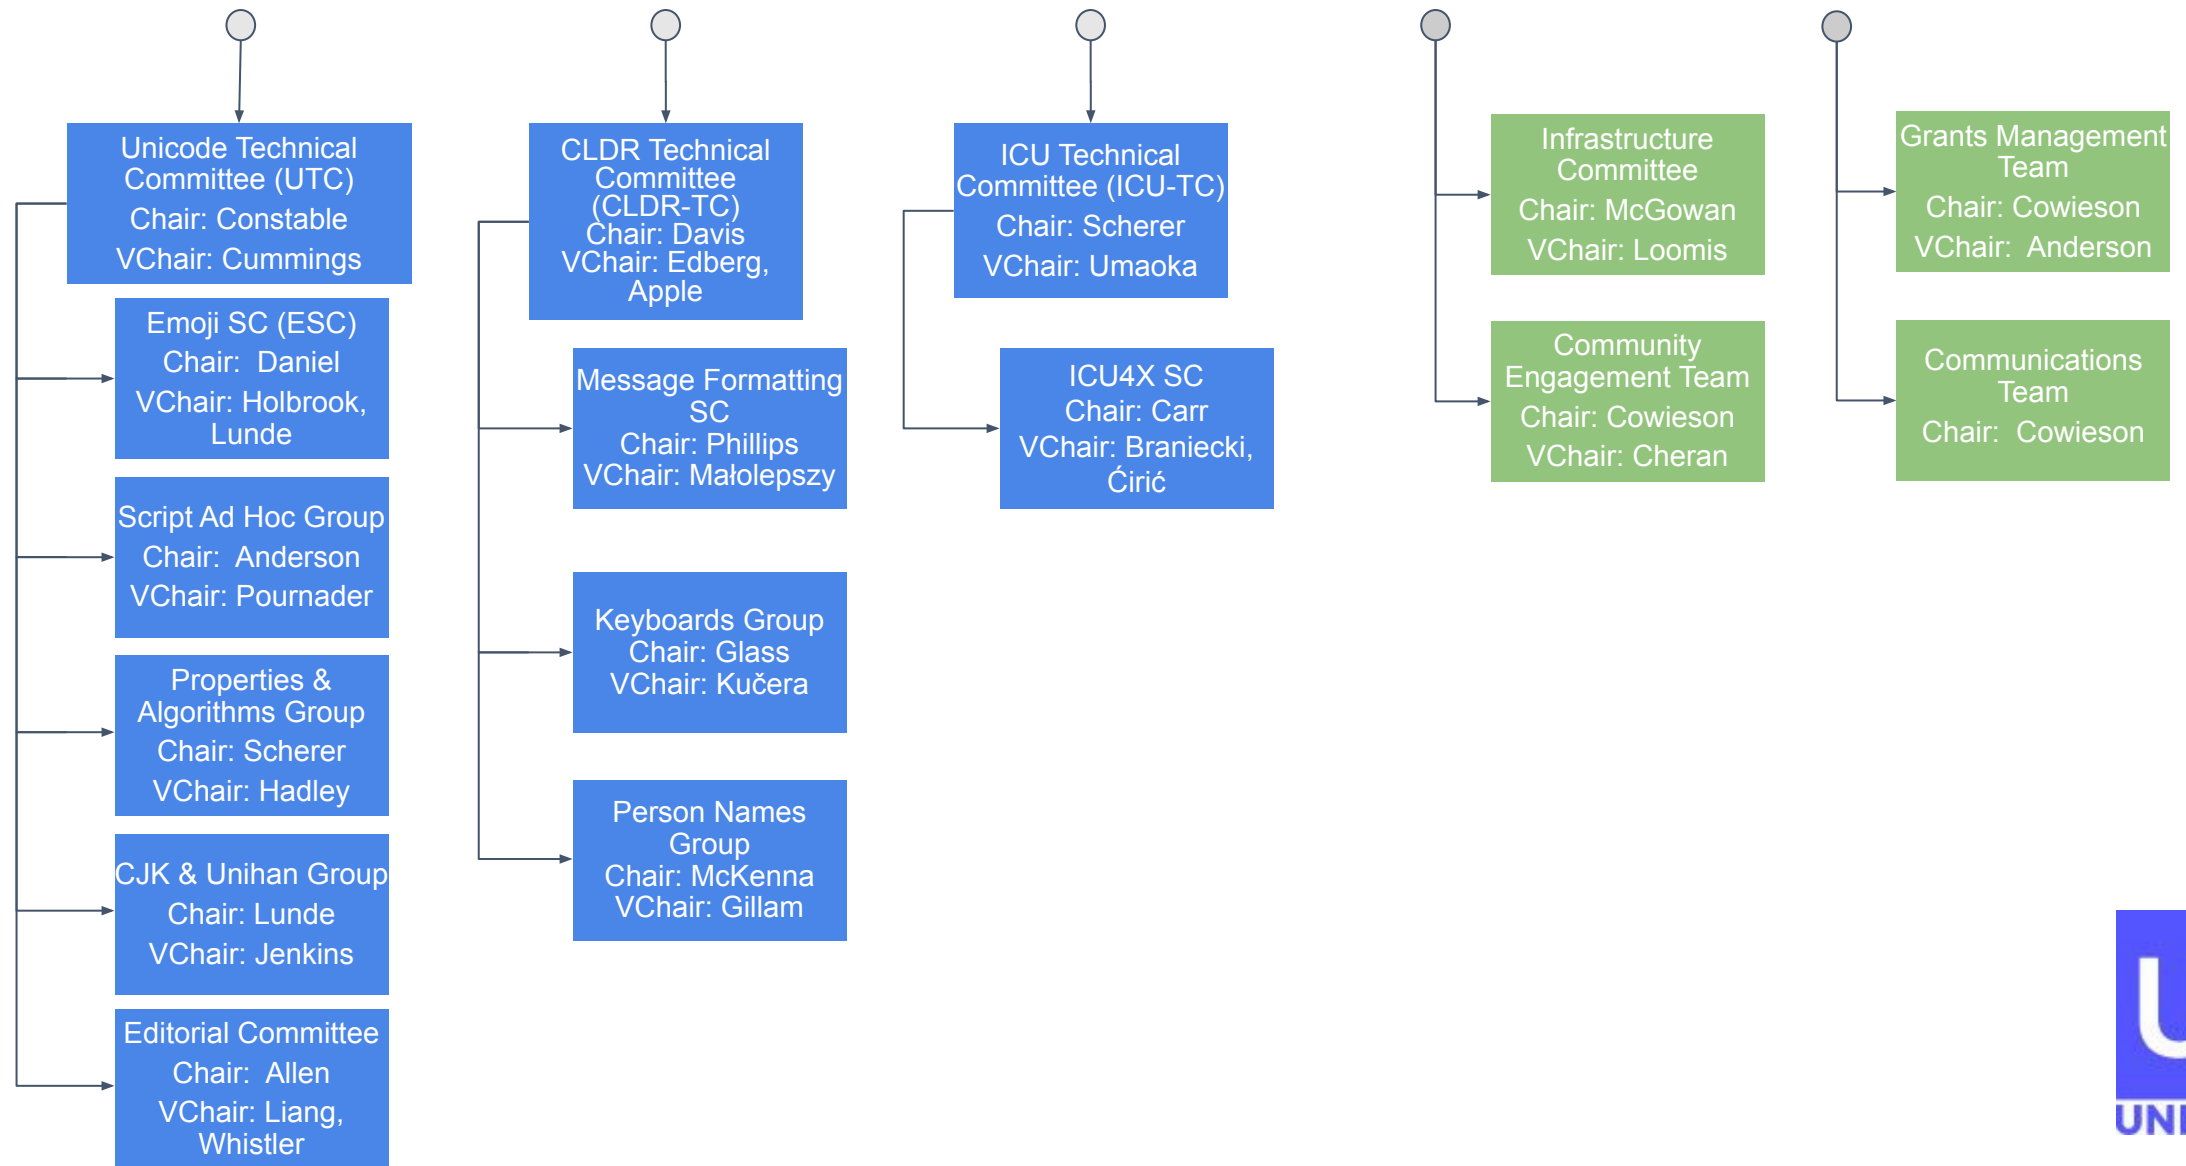 Unicode Technical
Committee (UTC)
Chair: Constable
VChair: Cummings
Emoji SC (ESC)
Chair:  Daniel
VChair: Holbrook,
Lunde
Script Ad Hoc Group
Chair:  Anderson
VChair: Pournader
Properties &
Algorithms Group
Chair: Scherer
VChair: Hadley
CJK & Unihan Group
Chair: Lunde
VChair: Jenkins
Editorial Committee
Chair:  Allen
VChair: Liang,
Whistler
CLDR Technical
Committee
(CLDR-TC)
Chair: Davis
VChair: Edberg,
Apple
Message Formatting
SC
Chair: Phillips
VChair: Małolepszy
Keyboards Group
Chair: Glass
VChair: Kučera
Person Names
Group
Chair: McKenna
VChair: Gillam
ICU Technical
Committee (ICU-TC)
Chair: Scherer
VChair: Umaoka
ICU4X SC
Chair: Carr
VChair: Braniecki,
Ćirić
Infrastructure
Committee
Chair: McGowan
VChair: Loomis
Community
Engagement Team
Chair: Cowieson
VChair: Cheran
Grants Management
Team
Chair: Cowieson
VChair:  Anderson
Communications
Team
Chair:  Cowieson